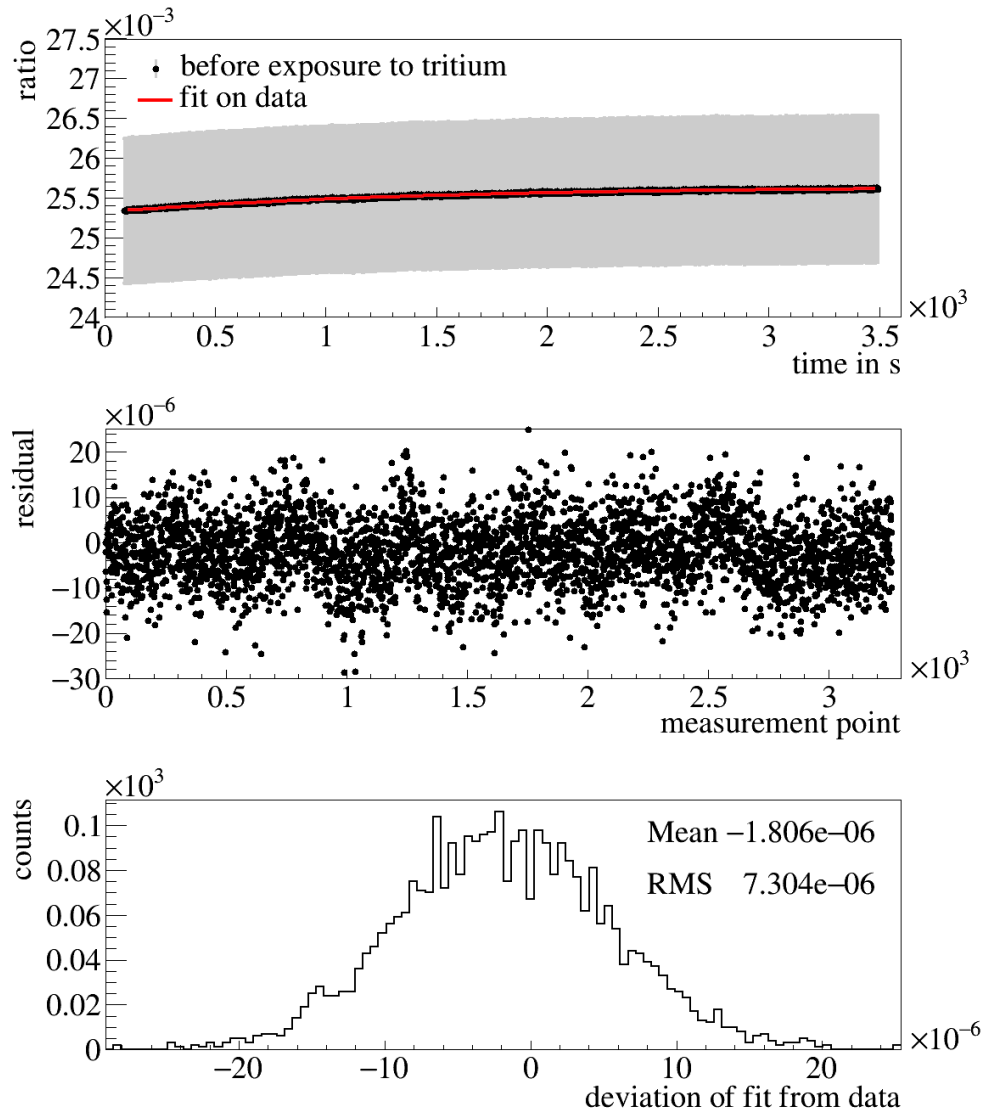 ×10⁻³
ratio
27.5
27
26.5
26
25.5
25
24.5
24
before exposure to tritium
fit on data
0 0.5 1 1.5 2 2.5 3 3.5
×10³
time in s
×10⁻⁶
residual
20
10
0
−10
−20
−30
0 0.5 1 1.5 2 2.5 3
×10³
measurement point
×10³
counts
0.1
0.08
0.06
0.04
0.02
0
Mean −1.806e−06
RMS 7.304e−06
−20 −10 0 10 20
×10⁻⁶
deviation of fit from data